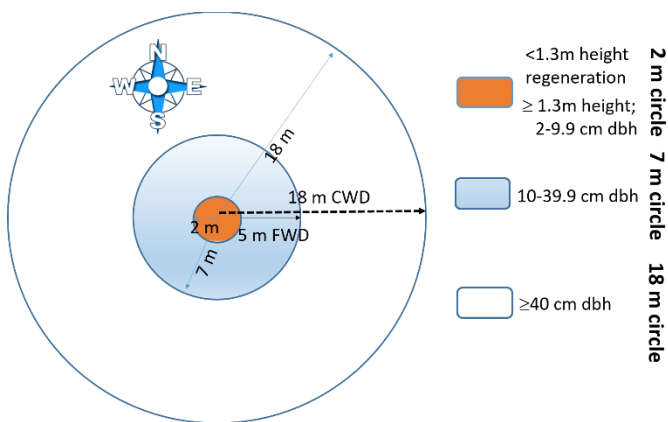 N
W E
S
18 m
18 m CWD
2 m
5 m FWD
7 m
<1.3m height
regeneration
≥ 1.3m height;
2-9.9 cm dbh
10-39.9 cm dbh
≥40 cm dbh
2 m circle
7 m circle
18 m circle